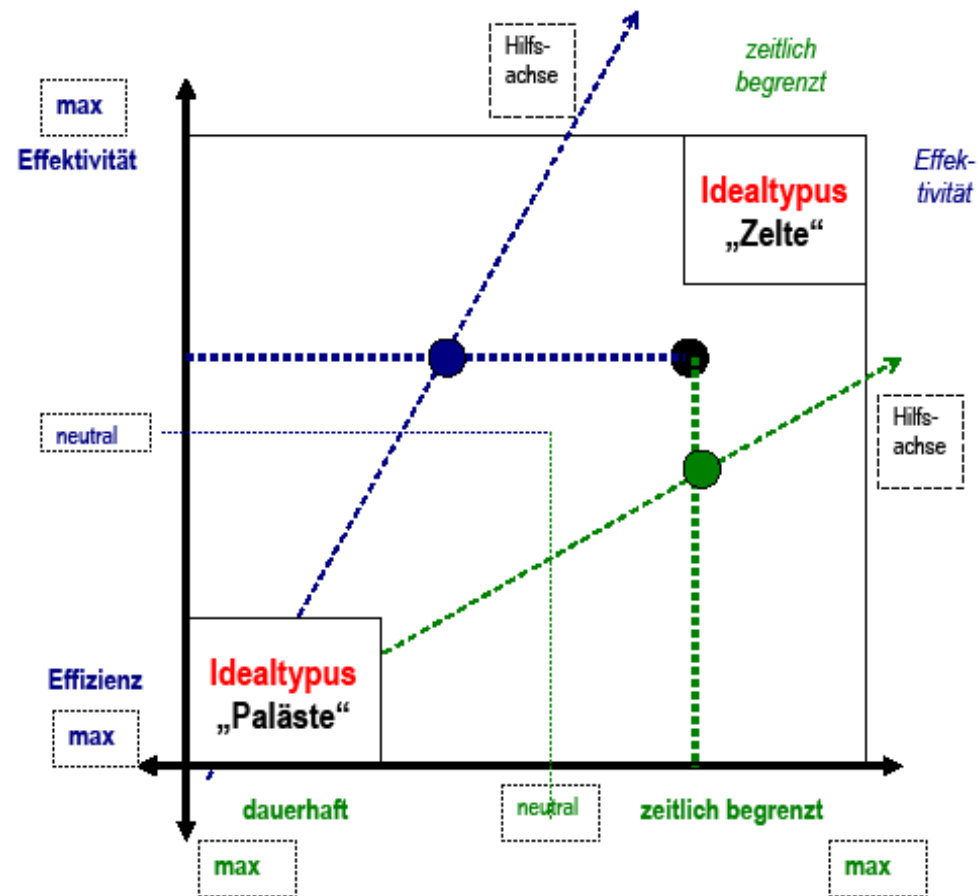 Hilfs-
achse
zeitlich
begrenzt
max
Effektivität
Effek-
tivität
Idealtypus
„Zelte“
neutral
Hilfs-
achse
Effizienz
max
Idealtypus
„Paläste“
dauerhaft
neutral
zeitlich begrenzt
max
max